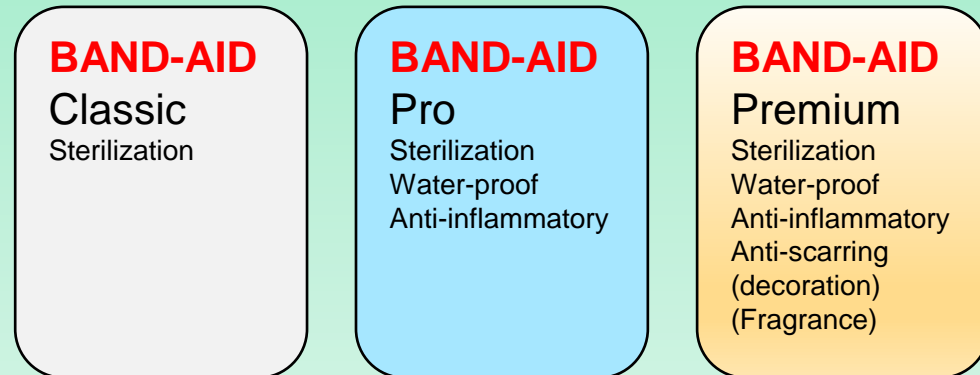 BAND-AID
Classic
Sterilization
BAND-AID
Pro
Sterilization
Water-proof
Anti-inflammatory
BAND-AID
Premium
Sterilization
Water-proof
Anti-inflammatory
Anti-scarring
(decoration)
(Fragrance)